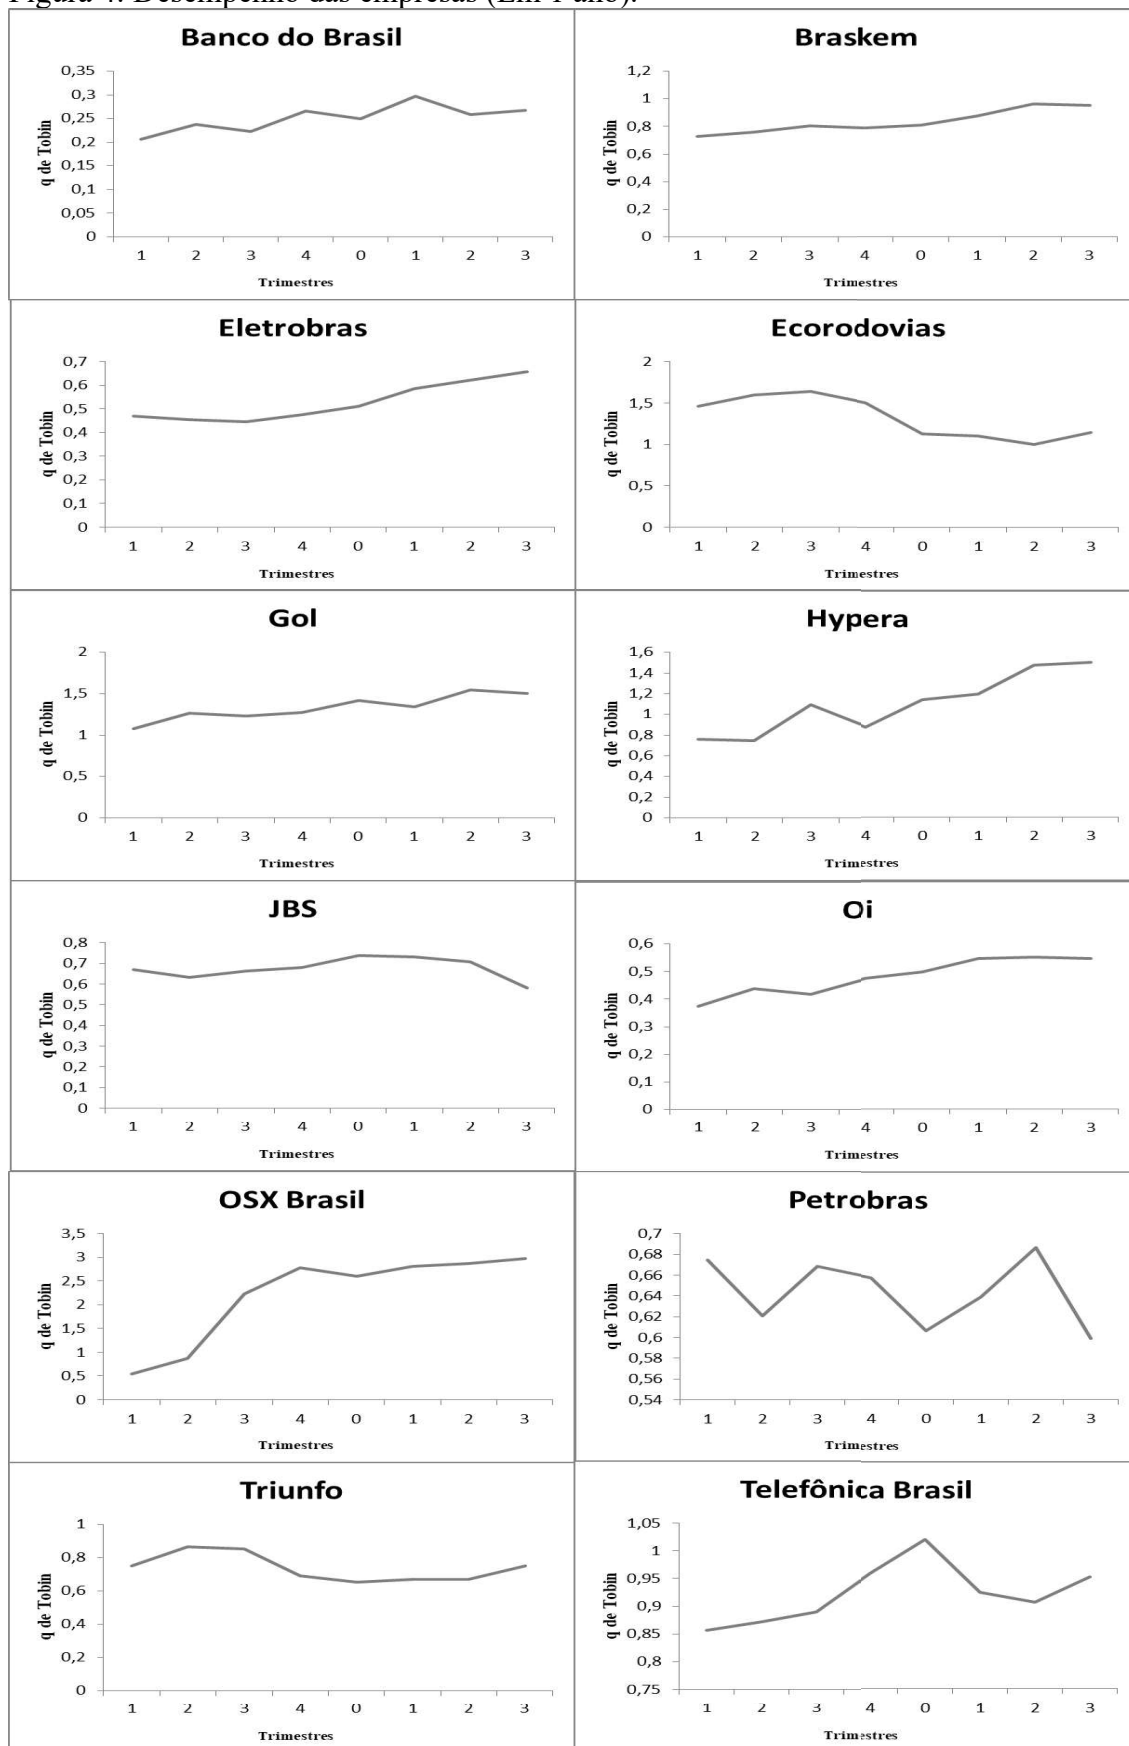 Figura 4: Desempenho das empresas (Em 1 ano).
Banco do Brasil
0,35
0,3
0,25
0,2
0,15
0,1
0,05
0
q de Tobin
1 2 3 4 0 1 2 3
Trimestres
Braskem
1,2
1
0,8
0,6
0,4
0,2
0
q de Tobin
1 2 3 4 0 1 2 3
Trimestres
Eletrobras
0,7
0,6
0,5
0,4
0,3
0,2
0,1
0
q de Tobin
1 2 3 4 0 1 2 3
Trimestres
Ecorodovias
2
1,5
1
0,5
0
q de Tobin
1 2 3 4 0 1 2 3
Trimestres
Gol
2
1,5
1
0,5
0
q de Tobin
1 2 3 4 0 1 2 3
Trimestres
Hypera
1,6
1,4
1,2
1
0,8
0,6
0,4
0,2
0
q de Tobin
1 2 3 4 0 1 2 3
Trimestres
JBS
0,8
0,7
0,6
0,5
0,4
0,3
0,2
0,1
0
q de Tobin
1 2 3 4 0 1 2 3
Trimestres
Oi
0,6
0,5
0,4
0,3
0,2
0,1
0
q de Tobin
1 2 3 4 0 1 2 3
Trimestres
OSX Brasil
3,5
3
2,5
2
1,5
1
0,5
0
q de Tobin
1 2 3 4 0 1 2 3
Trimestres
Petrobras
0,7
0,68
0,66
0,64
0,62
0,6
0,58
0,56
0,54
q de Tobin
1 2 3 4 0 1 2 3
Trimestres
Triunfo
1
0,8
0,6
0,4
0,2
0
q de Tobin
1 2 3 4 0 1 2 3
Trimestres
Telefônica Brasil
1,05
1
0,95
0,9
0,85
0,8
0,75
q de Tobin
1 2 3 4 0 1 2 3
Trimestres